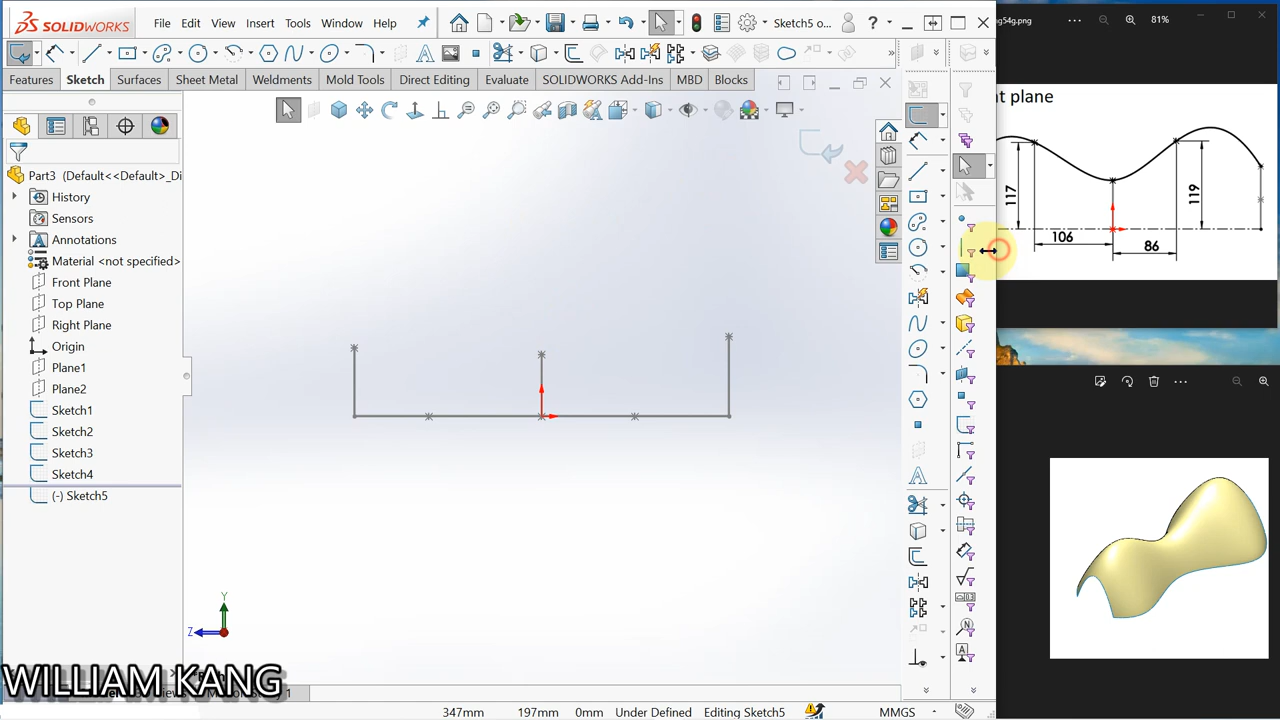 SOLIDWORKS
File
Edit
View
Insert
Tools
Window
Help
Sketch5 o...
ng54g.png
81%
Features
Sketch
Surfaces
Sheet Metal
Weldments
Mold Tools
Direct Editing
Evaluate
SOLIDWORKS Add-Ins
MBD
Blocks
nt plane
Part3 (Default<<Default>_Di
History
Sensors
Annotations
Material <not specified>
Front Plane
Top Plane
Right Plane
Origin
Plane1
Plane2
Sketch1
Sketch2
Sketch3
Sketch4
(-) Sketch5
117
119
106
86
Y
Z
WILLIAM KANG
347mm
197mm
0mm
Under Defined
Editing Sketch5
MMGS